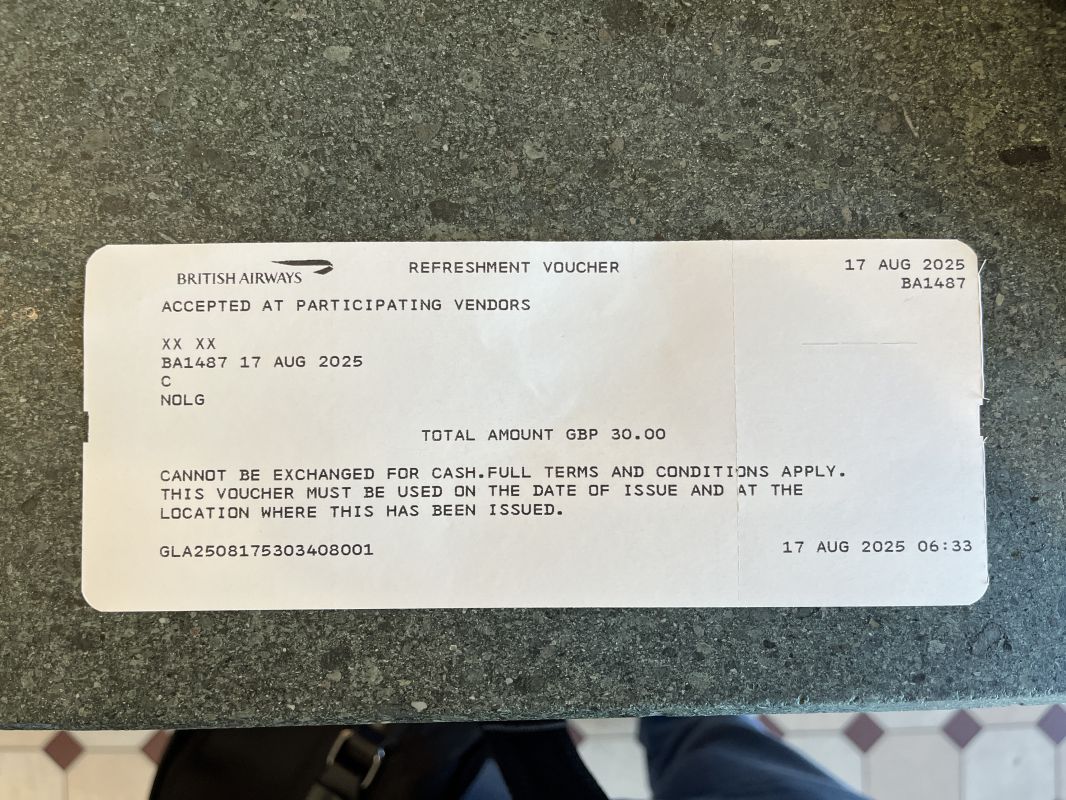 BRITISH AIRWAYS REFRESHMENT VOUCHER 17 AUG 2025
BA1487
ACCEPTED AT PARTICIPATING VENDORS
XX XX
BA1487 17 AUG 2025
C
NOLG
TOTAL AMOUNT GBP 30.00
CANNOT BE EXCHANGED FOR CASH.FULL TERMS AND CONDITIONS APPLY.
THIS VOUCHER MUST BE USED ON THE DATE OF ISSUE AND AT THE
LOCATION WHERE THIS HAS BEEN ISSUED.
GLA2508175303408001 17 AUG 2025 06:33